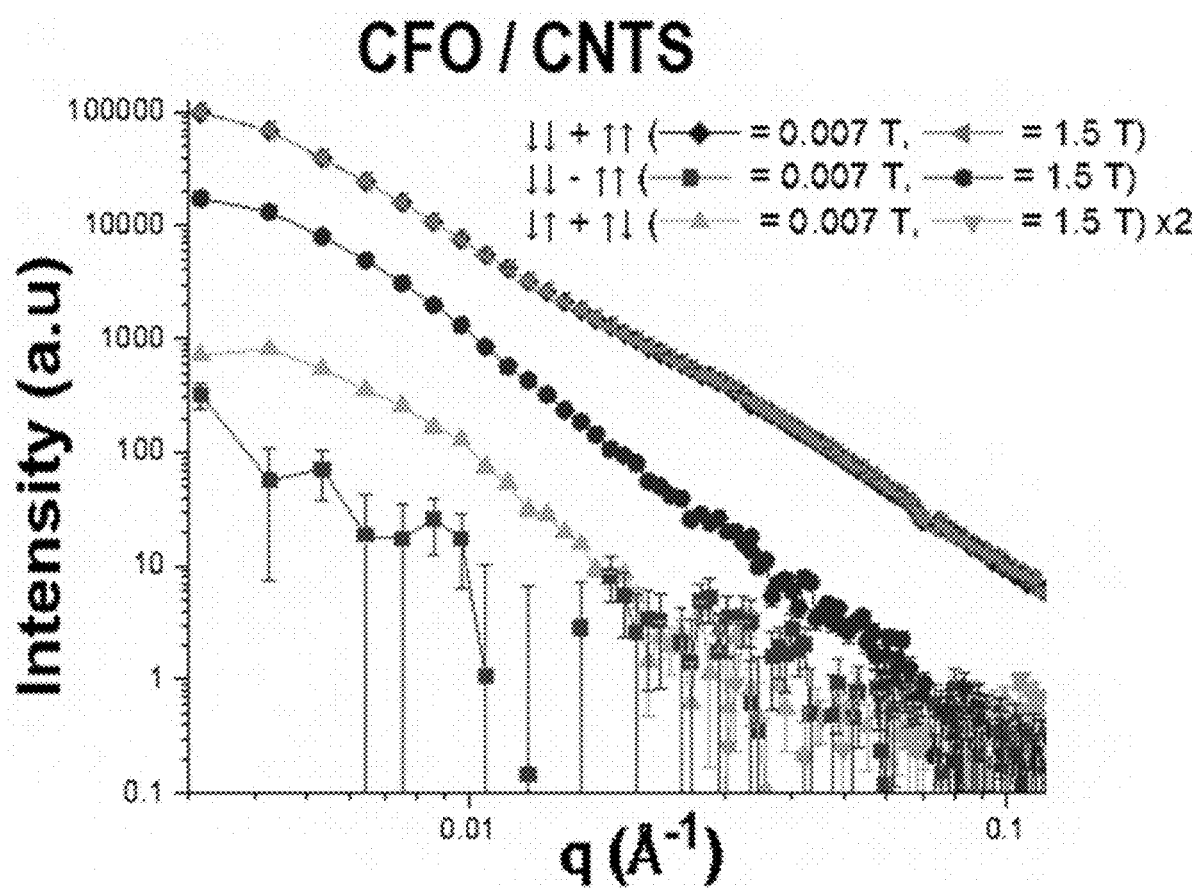 CFO / CNTS
↓↓ + ↑↑ ( = 0.007 T, = 1.5 T)
↓↓ - ↑↑ ( = 0.007 T, = 1.5 T)
↓↑ + ↑↓ ( = 0.007 T, = 1.5 T) x2
Intensity (a.u)
100000
10000
1000
100
10
1
0.1
0.01
0.1
q (Å⁻¹)